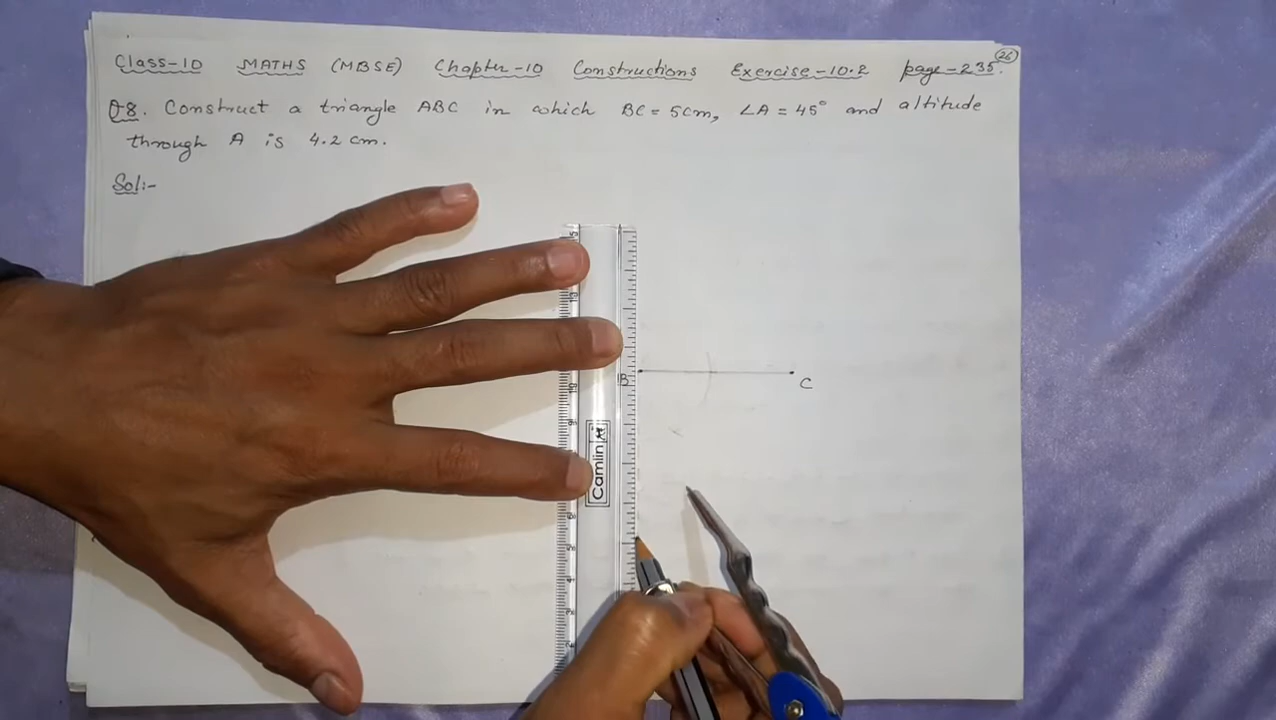 Class-10 MATHS (MBSE) Chapter-10 Constructions Exercise-10.2 page-235. 26
Q8. Construct a triangle ABC in which BC = 5cm, ∠A = 45° and altitude
through A is 4.2 cm.
Sol:-
B C
Camlin